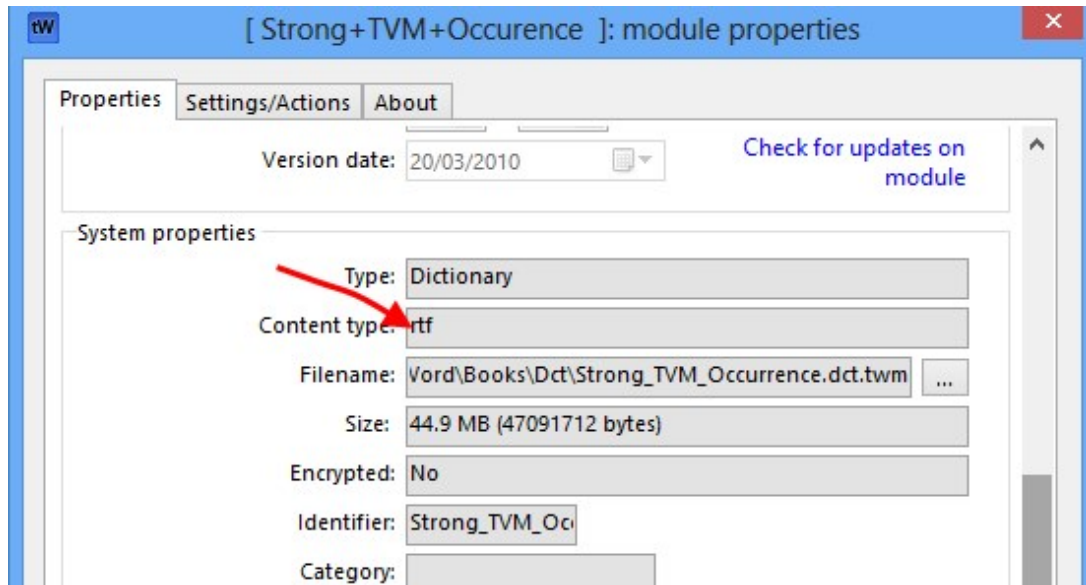 tW
[ Strong+TVM+Occurence ]: module properties
Properties Settings/Actions About
Version date: 20/03/2010
Check for updates on
module
System properties
Type: Dictionary
Content type: rtf
Filename: Word\Books\Dct\Strong_TVM_Occurrence.dct.twm ...
Size: 44.9 MB (47091712 bytes)
Encrypted: No
Identifier: Strong_TVM_Oc
Category: